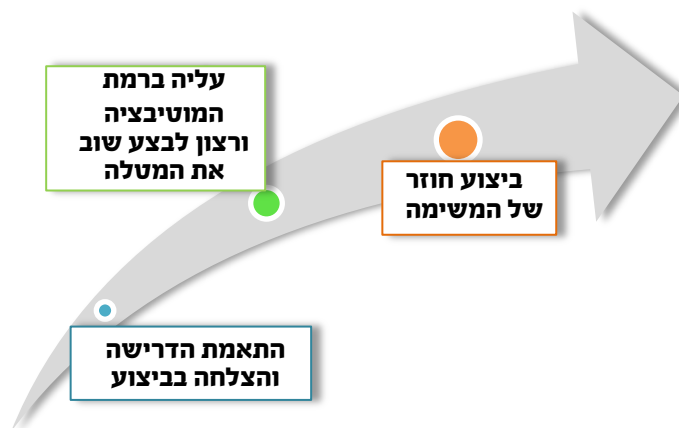 עליה ברמת
המוטיבציה
ורצון לבצע שוב
את המטלה
ביצוע חוזר
של המשימה
התאמת הדרישה
והצלחה בביצוע